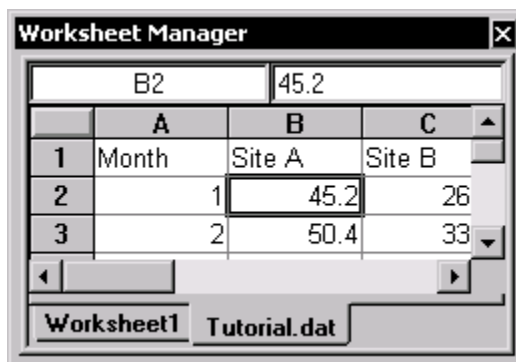 Worksheet Manager
B2 45.2
A B C
1 Month Site A Site B
2 1 45.2 26
3 2 50.4 33
Worksheet1 Tutorial.dat